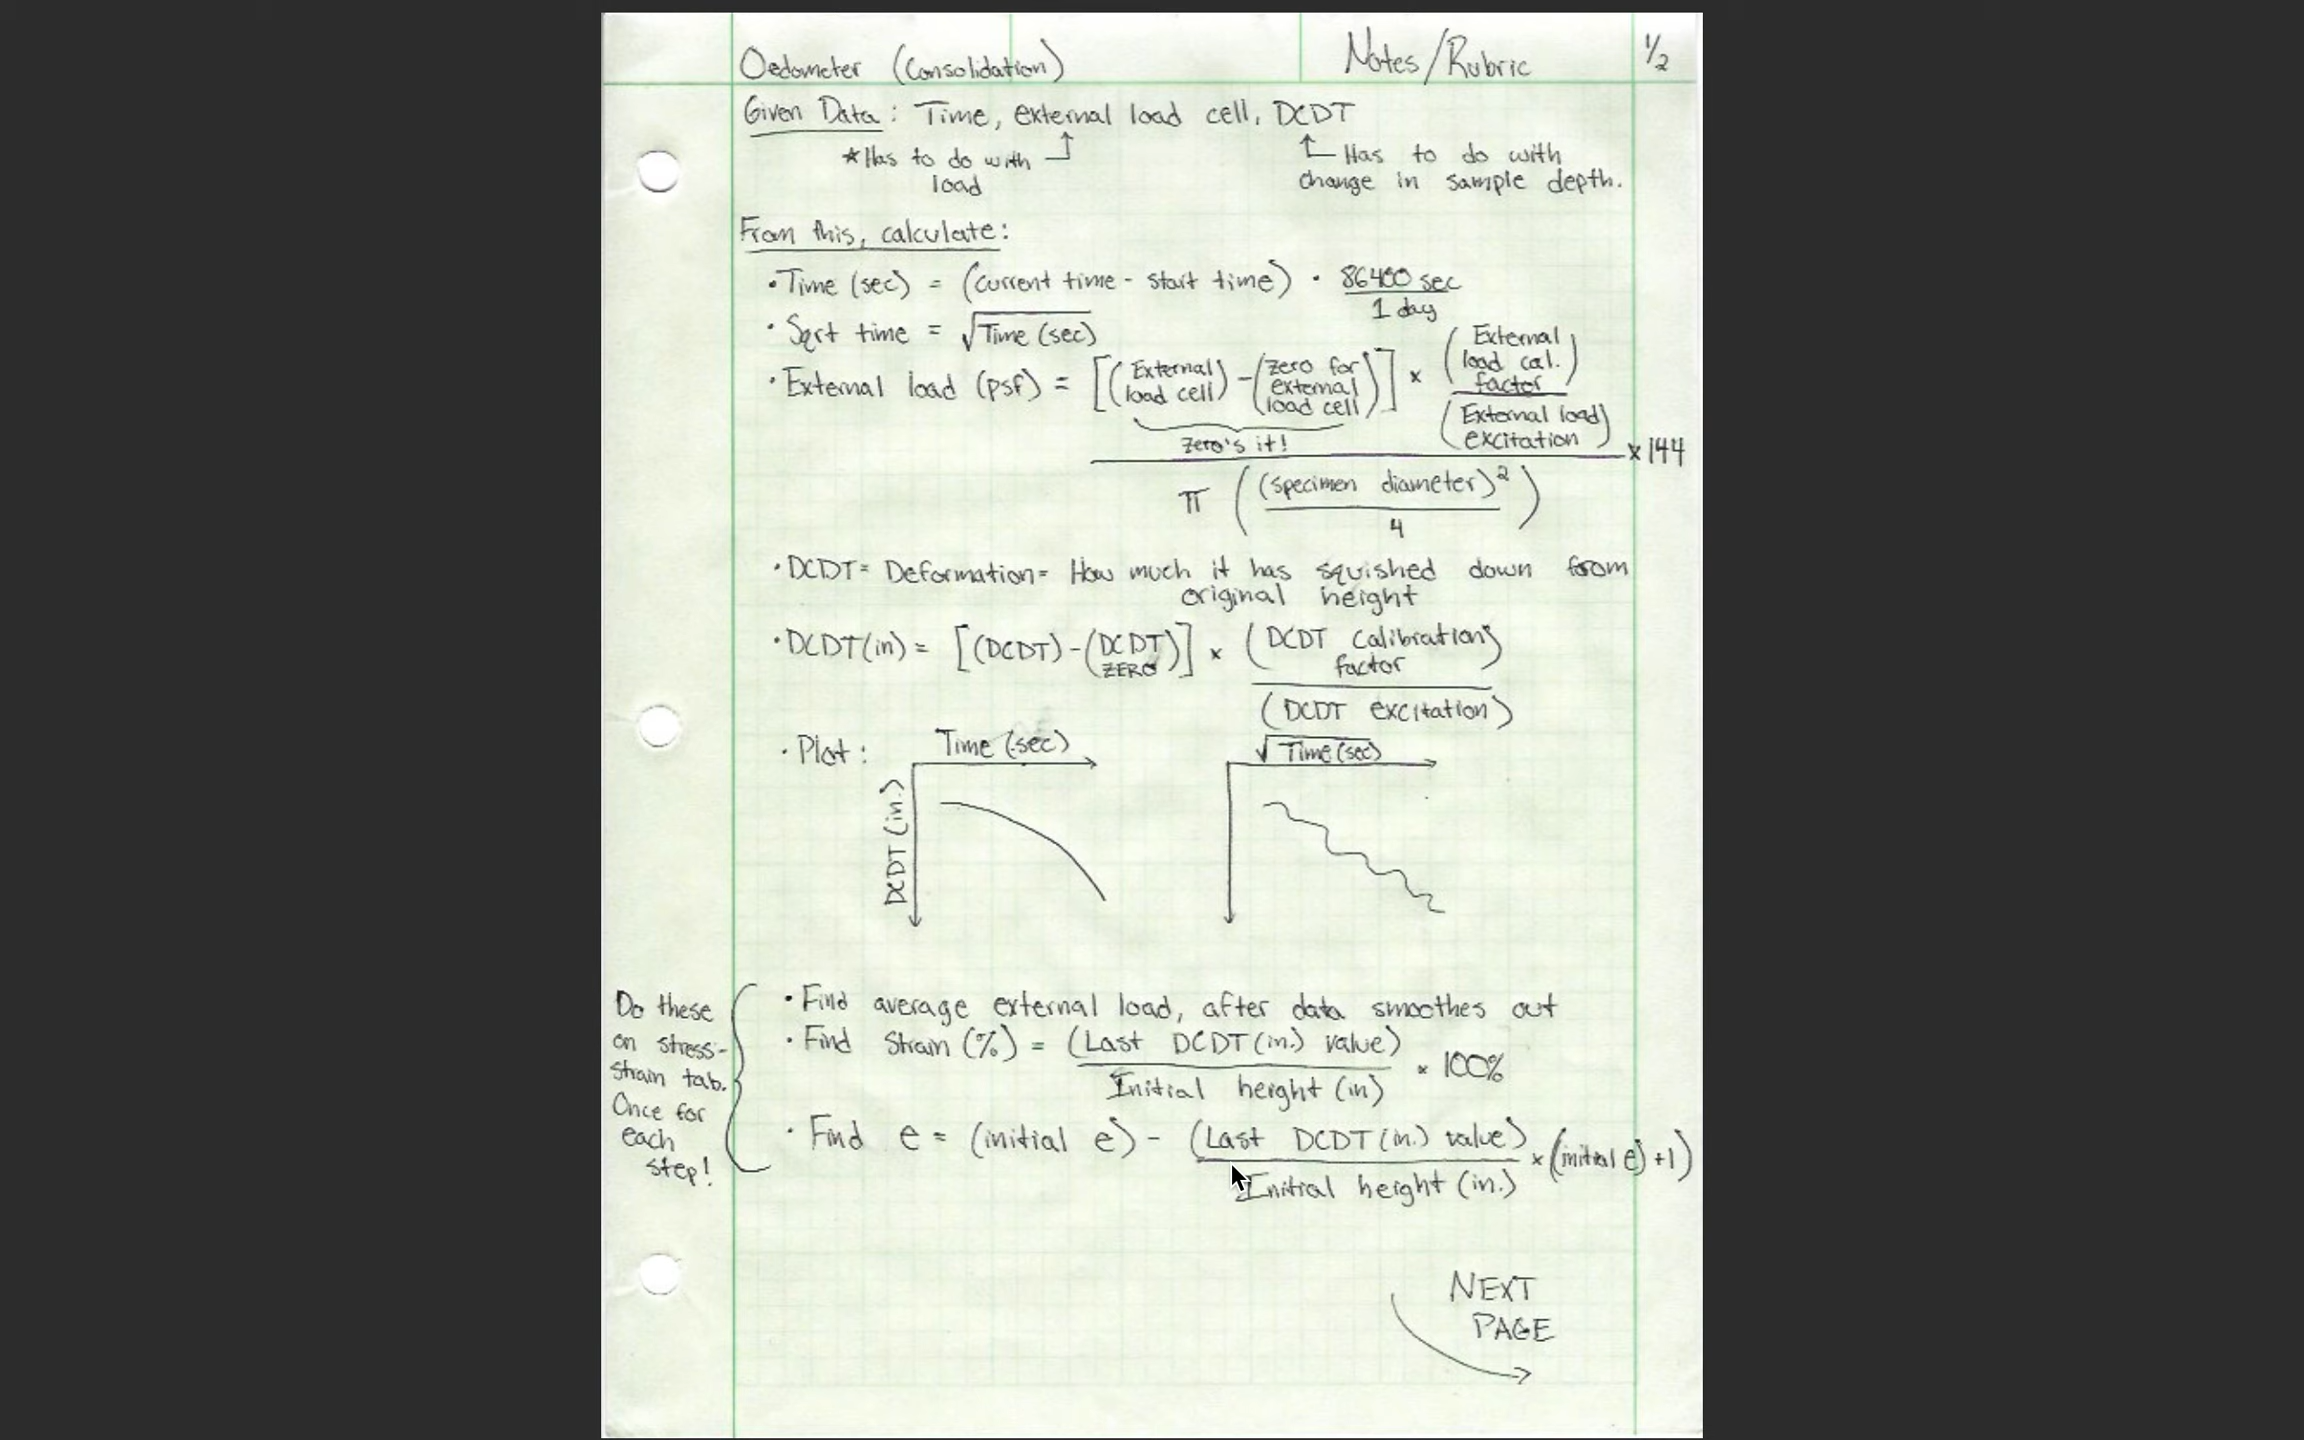 Oedometer (Consolidation) Notes/Rubric 1/2
Given Data: Time, external load cell, DCDT
*Has to do with load
Has to do with change in sample depth.
From this, calculate:
• Time (sec) = (current time - start time) · 86400 sec / 1 day
• Sqrt time = √Time (sec)
• External load (psf) = [(External load cell) - (zero for external load cell)] × (External load cal. factor) / (External load excitation)
zero's it!
× 144
π ((specimen diameter)² / 4)
• DCDT = Deformation = How much it has squished down from
original height
• DCDT (in) = [(DCDT) - (DCDT ZERO)] × (DCDT Calibration factor) / (DCDT excitation)
• Plot: Time (sec) √Time (sec)
DCDT (in.)
Do these
on stress-
strain tab.
Once for
each
step!
• Find average external load, after data smoothes out
• Find Strain (%) = (Last DCDT (in.) value) / Initial height (in) × 100%
• Find e = (initial e) - (Last DCDT (in.) value) / Initial height (in.) × (initial e) + 1)
NEXT
PAGE